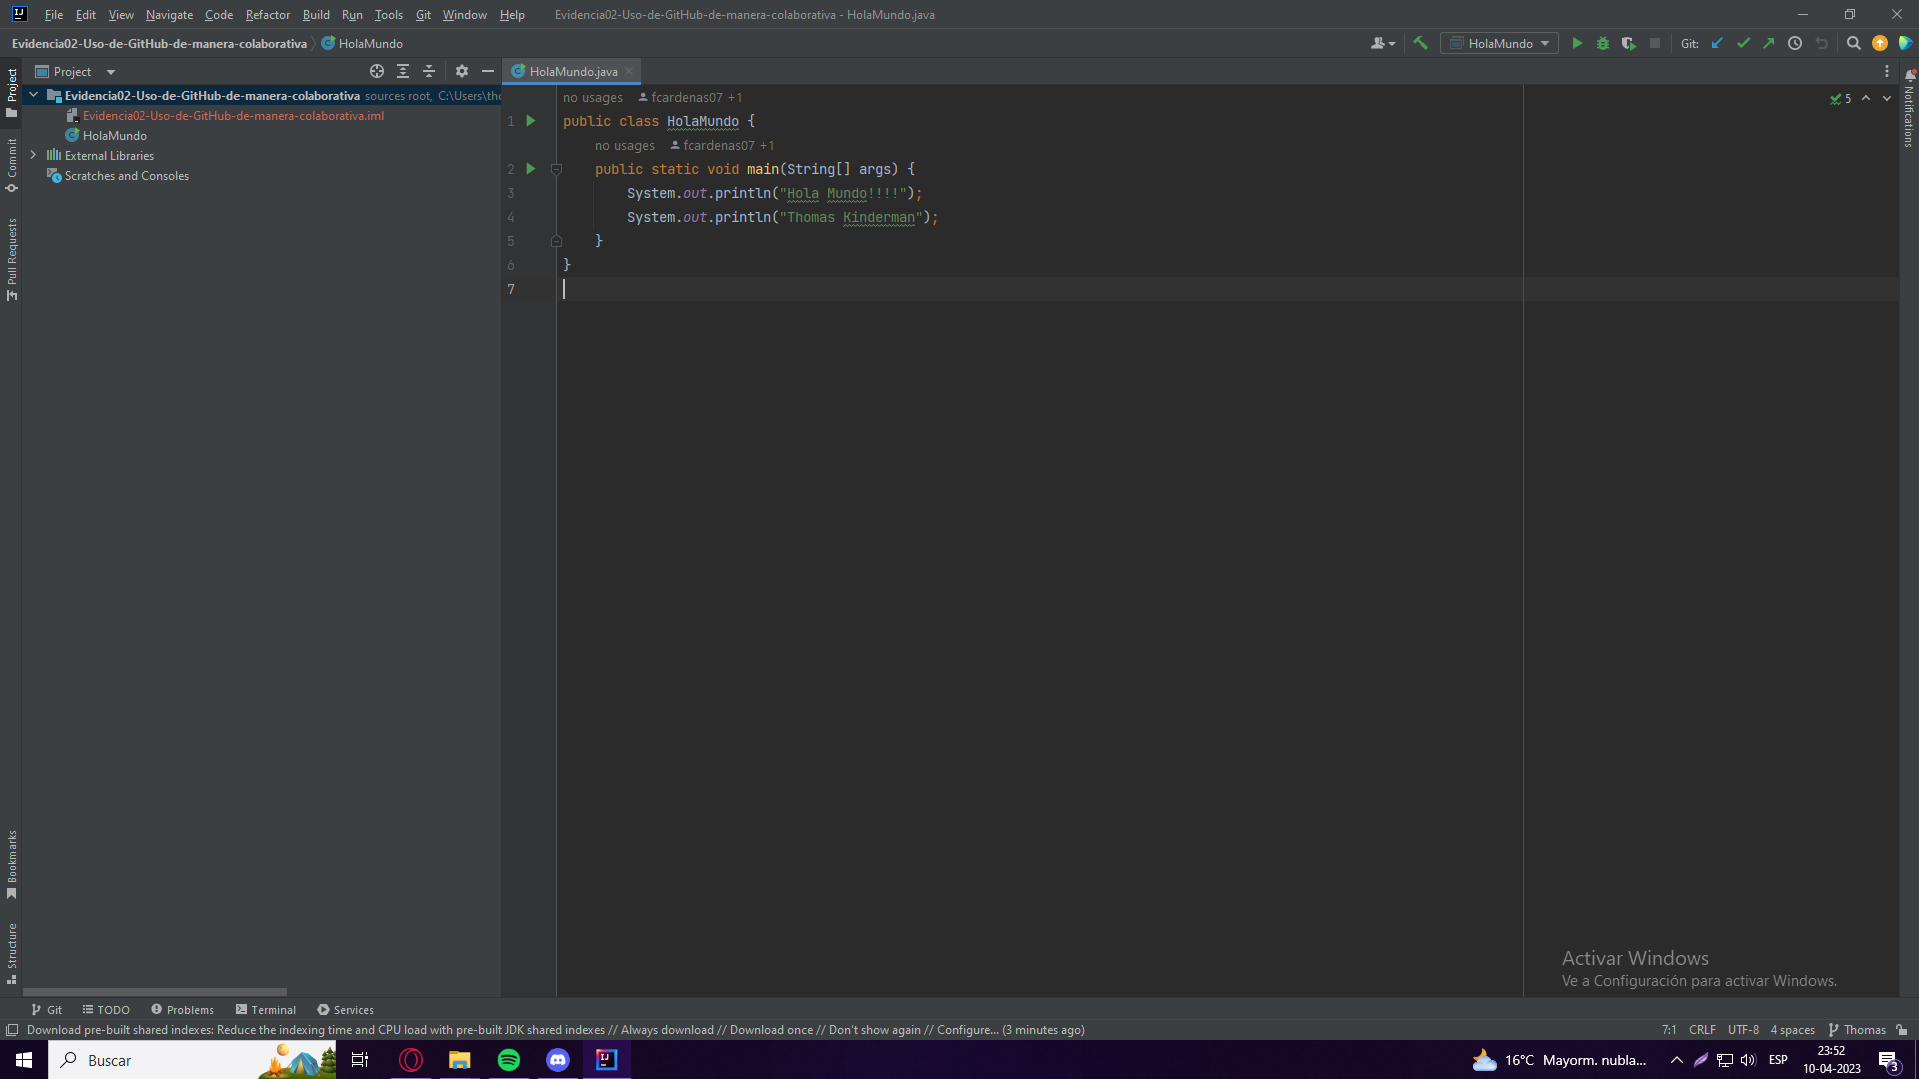 File Edit View Navigate Code Refactor Build Run Tools Git Window Help Evidencia02-Uso-de-GitHub-de-manera-colaborativa - HolaMundo.java
Evidencia02-Uso-de-GitHub-de-manera-colaborativa HolaMundo
HolaMundo Git:
Project
HolaMundo.java
Project
Commit
Pull Requests
Bookmarks
Structure
Evidencia02-Uso-de-GitHub-de-manera-colaborativa sources root, C:\Users\tho
Evidencia02-Uso-de-GitHub-de-manera-colaborativa.iml
HolaMundo
External Libraries
Scratches and Consoles
no usages fcardenas07 +1
1 public class HolaMundo {
no usages fcardenas07 +1
2 public static void main(String[] args) {
3 System.out.println("Hola Mundo!!!!");
4 System.out.println("Thomas Kinderman");
5 }
6 }
7
5
Notifications
Activar Windows
Ve a Configuración para activar Windows.
Git TODO Problems Terminal Services
Download pre-built shared indexes: Reduce the indexing time and CPU load with pre-built JDK shared indexes // Always download // Download once // Don't show again // Configure... (3 minutes ago) 7:1 CRLF UTF-8 4 spaces Thomas
Buscar
16°C Mayorm. nubla... ESP
23:52
10-04-2023
3